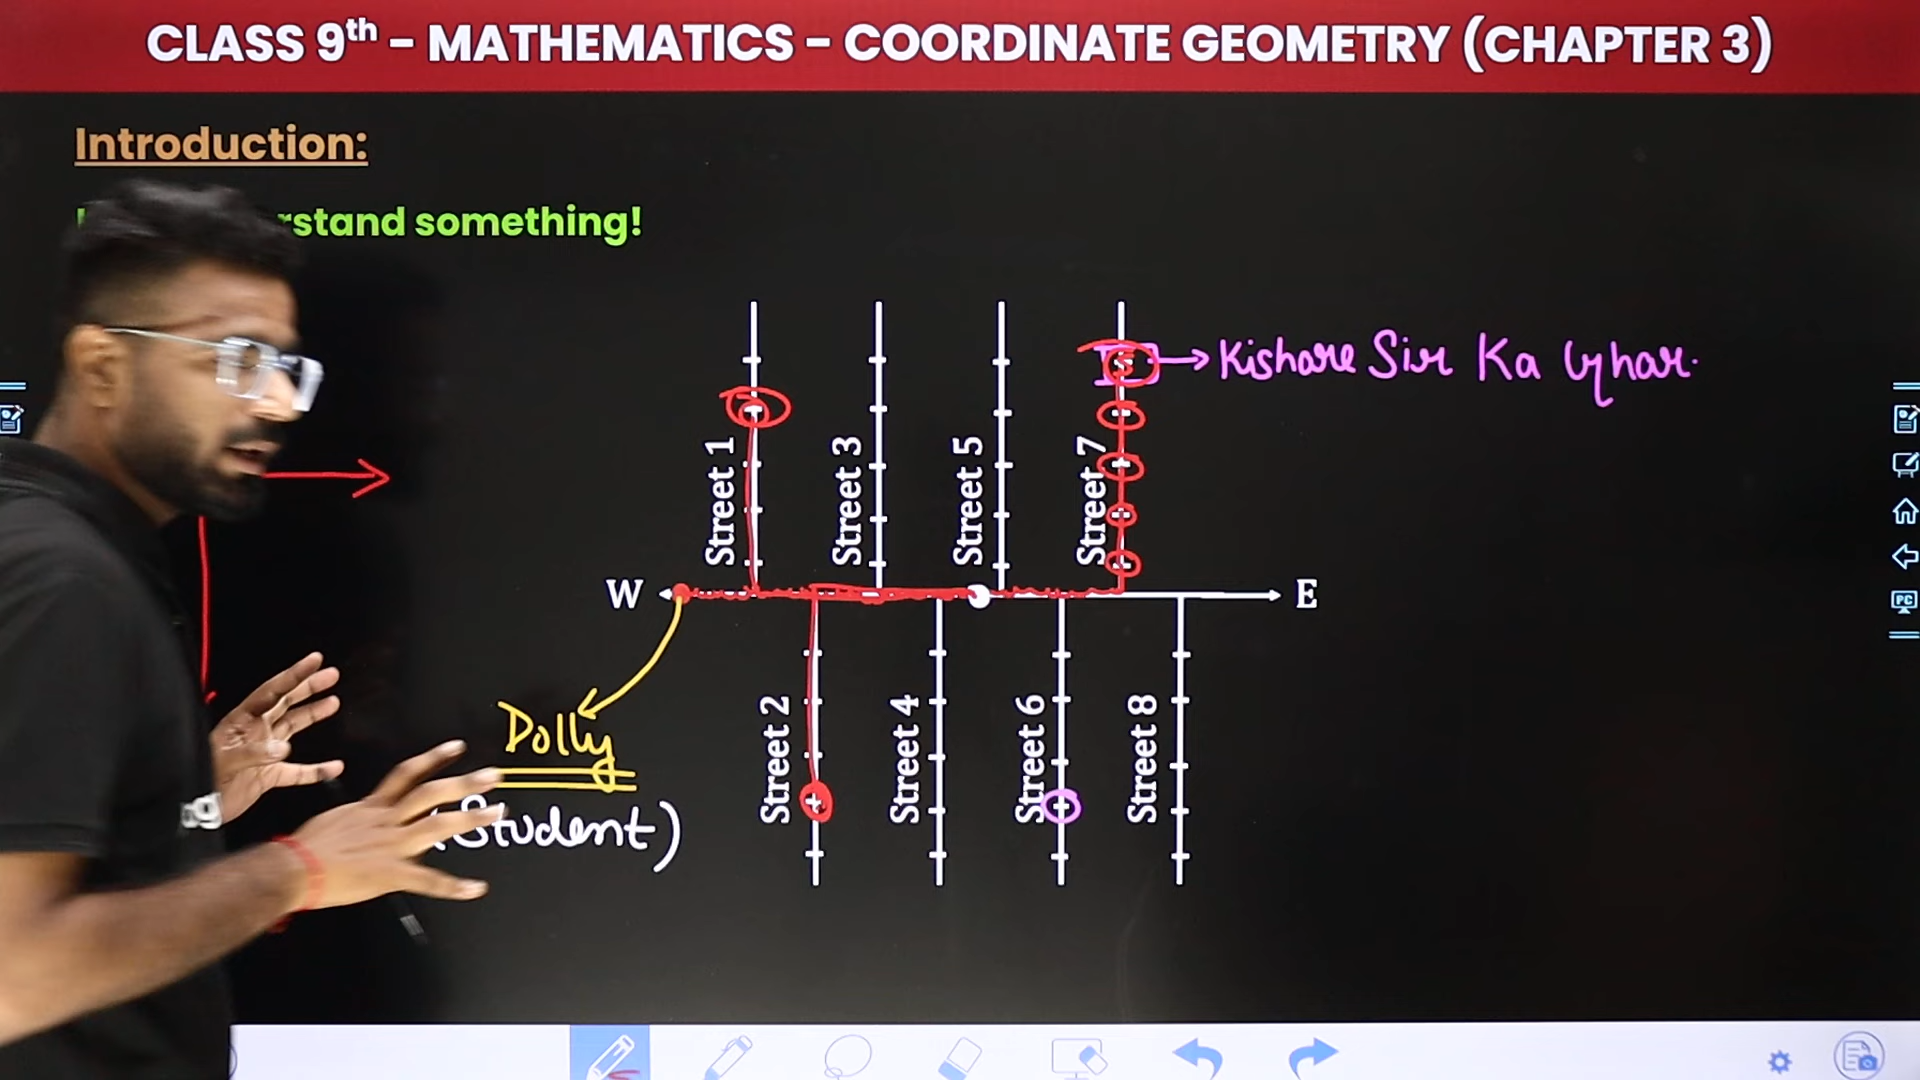 CLASS 9th - MATHEMATICS - COORDINATE GEOMETRY (CHAPTER 3)
Introduction:
something!
S
Kishore Sir Ka Ghar.
Street 1
Street 3
Street 5
Street 7
W
E
Dolly
(Student)
Street 2
Street 4
Street 6
Street 8
PC